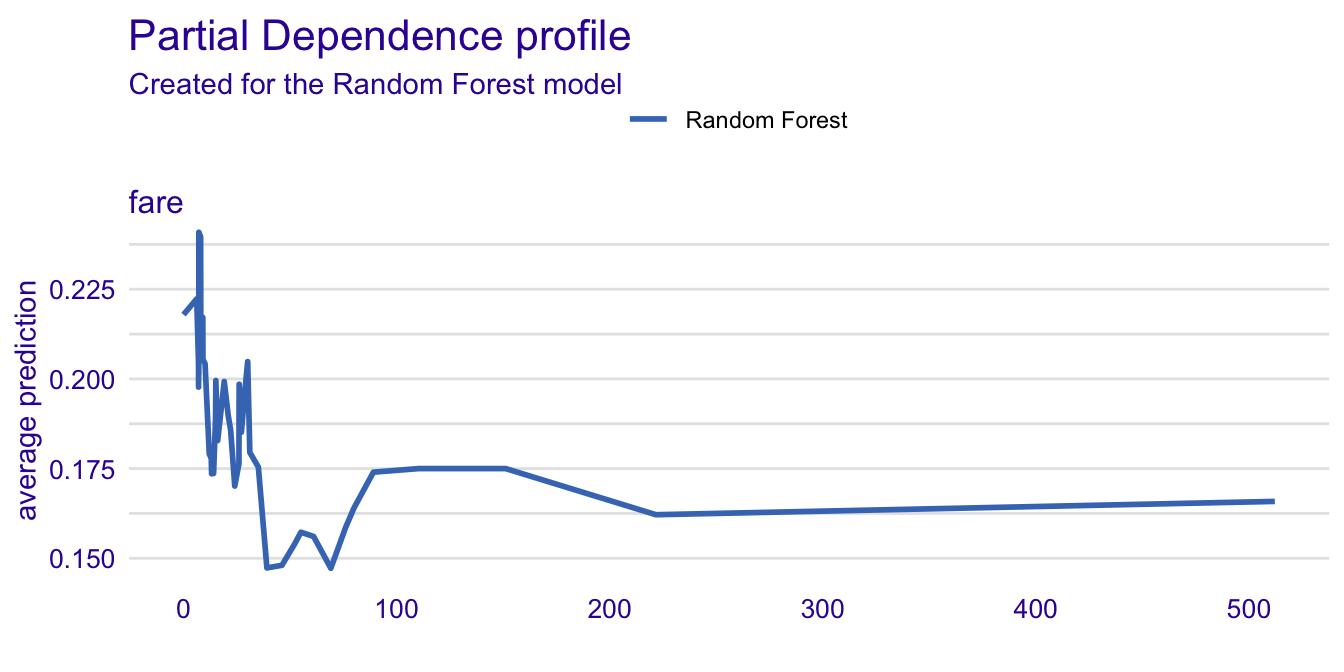 Partial Dependence profile
Created for the Random Forest model
Random Forest
fare
average prediction
0.225
0.200
0.175
0.150
0 100 200 300 400 500